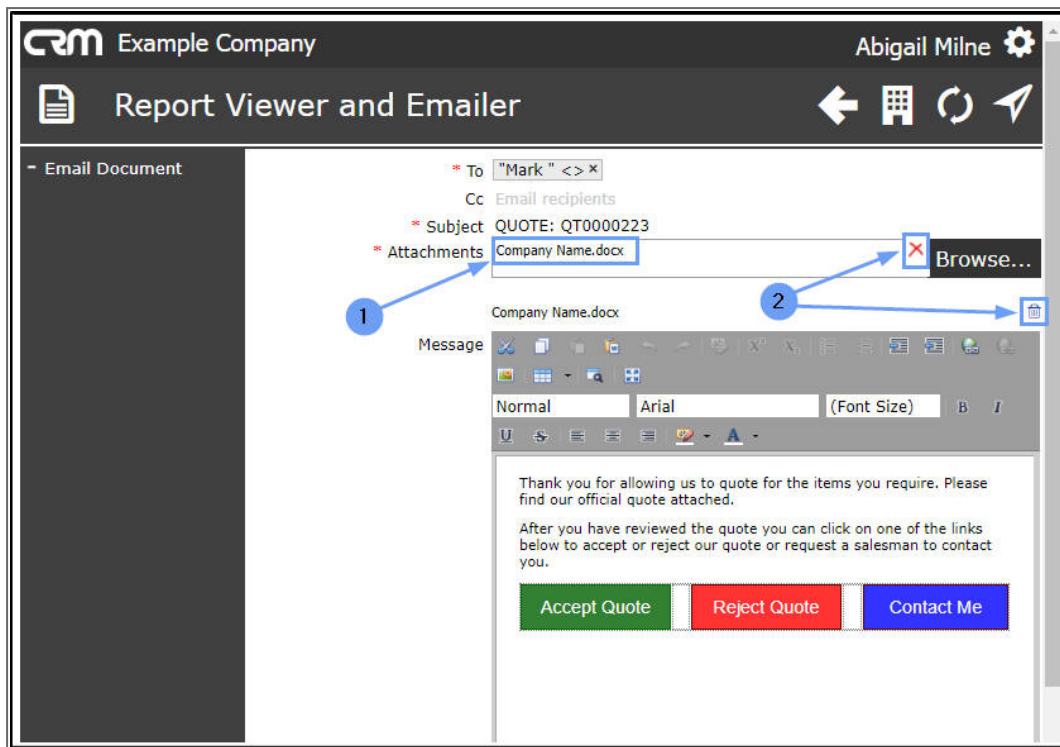 CRM Example Company
Abigail Milne
Report Viewer and Emailer
- Email Document
* To "Mark " <> ×
Cc Email recipients
* Subject QUOTE: QT0000223
* Attachments Company Name.docx
Browse...
1
2
Company Name.docx
Message
Normal Arial (Font Size) B I
U S A
Thank you for allowing us to quote for the items you require. Please
find our official quote attached.
After you have reviewed the quote you can click on one of the links
below to accept or reject our quote or request a salesman to contact
you.
Accept Quote Reject Quote Contact Me